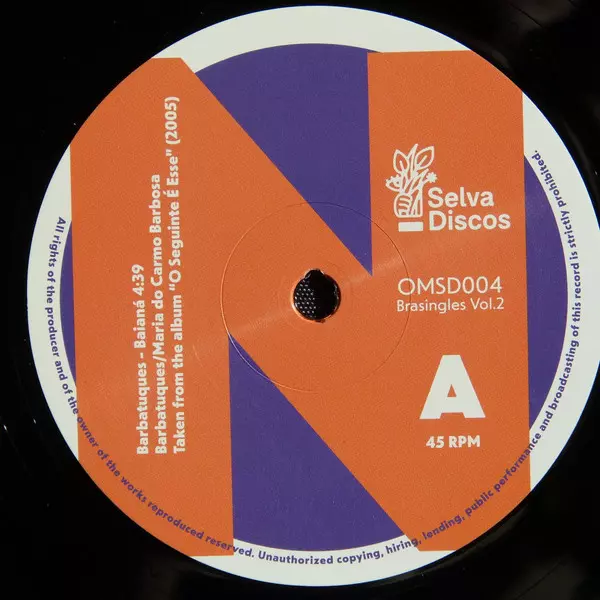 Barbatuques - Baianá 4:39
Barbatuques/Maria do Carmo Barbosa
Taken from the album "O Seguinte É Esse" (2005)
Selva
Discos
OMSD004
Brasingles Vol.2
A
45 RPM
All rights of the producer and of the owner of the works reproduced reserved. Unauthorized copying, hiring, lending, public performance and broadcasting of this record is strictly prohibited.